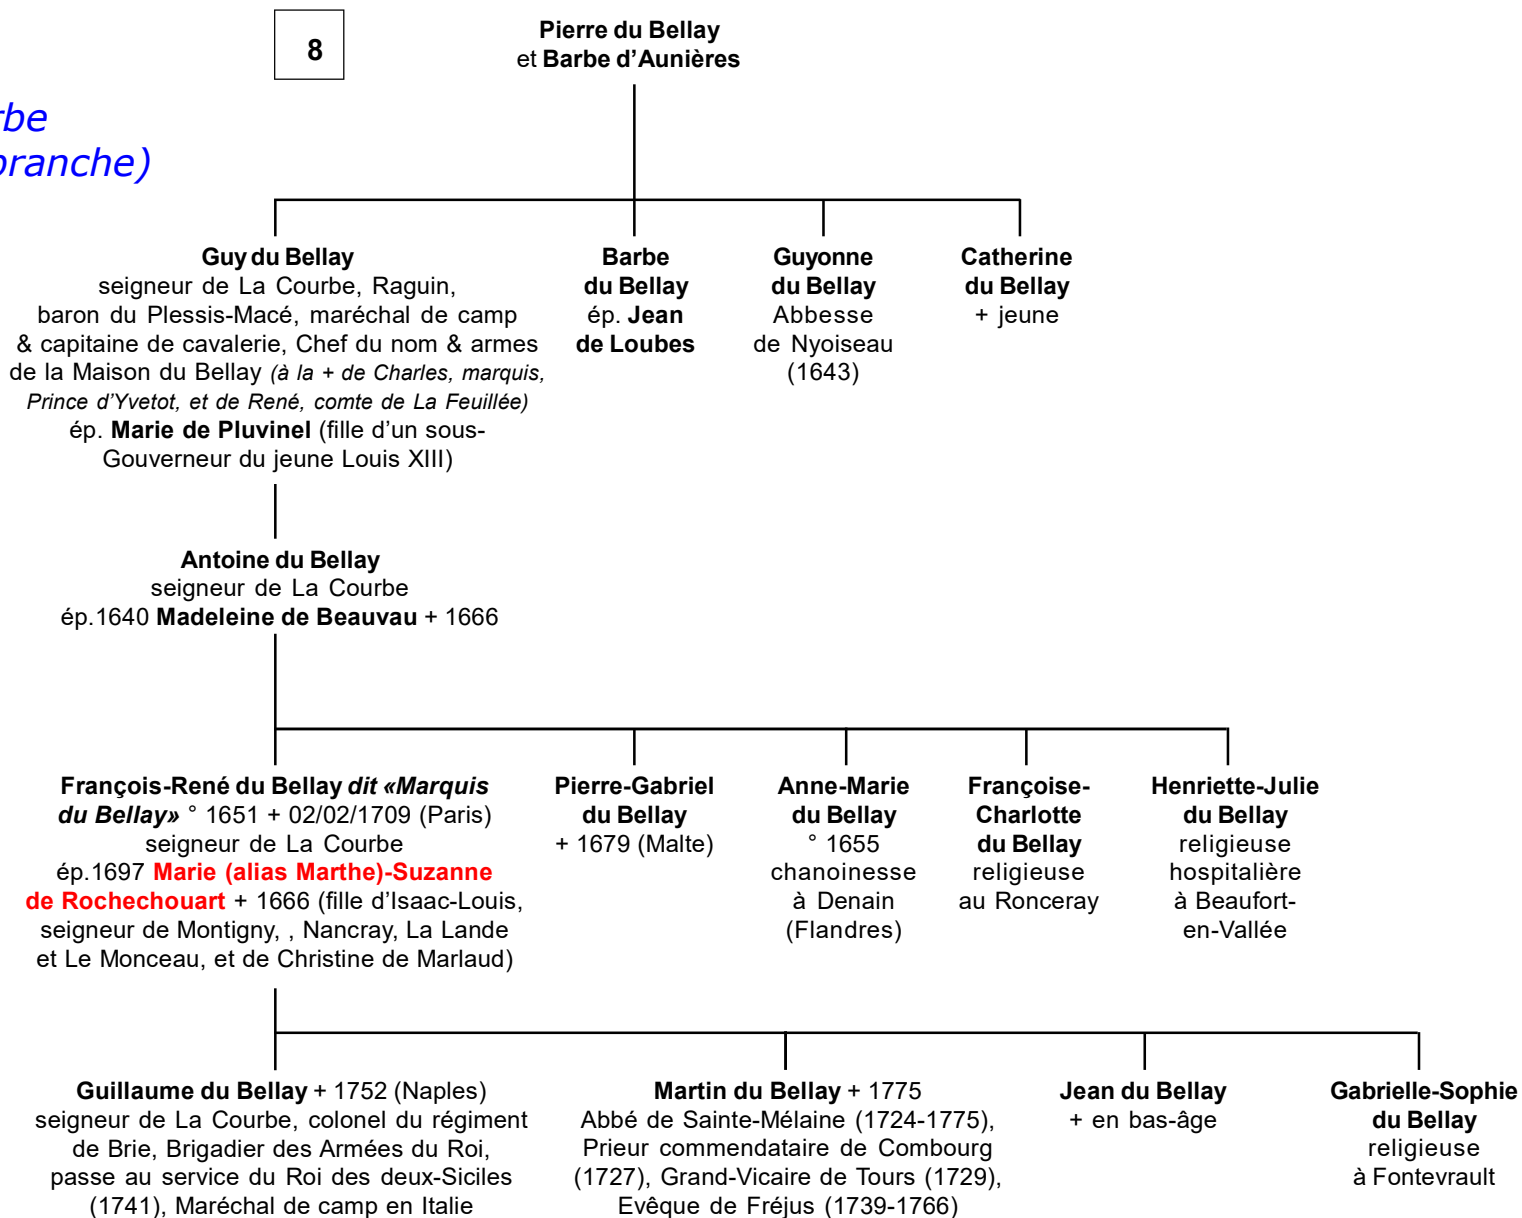 8
Pierre du Bellay
et Barbe d'Aunières
rbe
branche)
Guy du Bellay
seigneur de La Courbe, Raguin,
baron du Plessis-Macé, maréchal de camp
& capitaine de cavalerie, Chef du nom & armes
de la Maison du Bellay (à la + de Charles, marquis,
Prince d'Yvetot, et de René, comte de La Feuillée)
ép. Marie de Pluvinel (fille d'un sous-
Gouverneur du jeune Louis XIII)
Barbe
du Bellay
ép. Jean
de Loubes
Guyonne
du Bellay
Abbesse
de Nyoiseau
(1643)
Catherine
du Bellay
+ jeune
Antoine du Bellay
seigneur de La Courbe
ép.1640 Madeleine de Beauvau + 1666
François-René du Bellay dit «Marquis
du Bellay» ° 1651 + 02/02/1709 (Paris)
seigneur de La Courbe
ép.1697 Marie (alias Marthe)-Suzanne
de Rochechouart + 1666 (fille d'Isaac-Louis,
seigneur de Montigny, , Nancray, La Lande
et Le Monceau, et de Christine de Marlaud)
Pierre-Gabriel
du Bellay
+ 1679 (Malte)
Anne-Marie
du Bellay
° 1655
chanoinesse
à Denain
(Flandres)
Françoise-
Charlotte
du Bellay
religieuse
au Ronceray
Henriette-Julie
du Bellay
religieuse
hospitalière
à Beaufort-
en-Vallée
Guillaume du Bellay + 1752 (Naples)
seigneur de La Courbe, colonel du régiment
de Brie, Brigadier des Armées du Roi,
passe au service du Roi des deux-Siciles
(1741), Maréchal de camp en Italie
Martin du Bellay + 1775
Abbé de Sainte-Mélaine (1724-1775),
Prieur commendataire de Combourg
(1727), Grand-Vicaire de Tours (1729),
Evêque de Fréjus (1739-1766)
Jean du Bellay
+ en bas-âge
Gabrielle-Sophie
du Bellay
religieuse
à Fontevrault